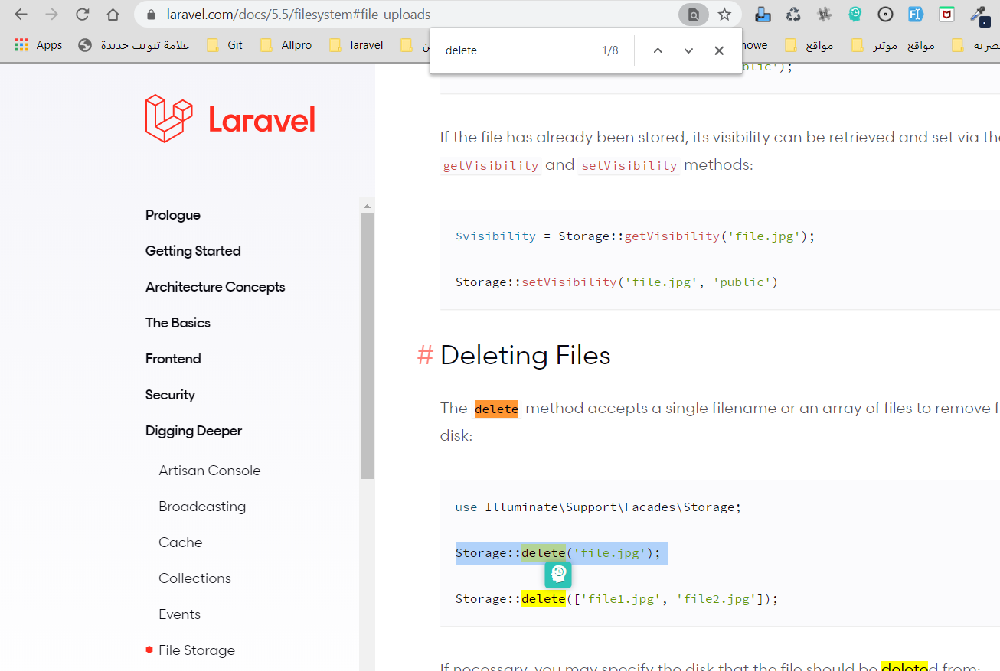 laravel.com/docs/5.5/filesystem#file-uploads
Apps
علامة تبويب جديدة
Git
Allpro
laravel
مواقع
مواقع موتير
delete
1/8
blic');
Laravel
Prologue
Getting Started
Architecture Concepts
The Basics
Frontend
Security
Digging Deeper
Artisan Console
Broadcasting
Cache
Collections
Events
File Storage
If the file has already been stored, its visibility can be retrieved and set via the
getVisibility and setVisibility methods:
$visibility = Storage::getVisibility('file.jpg');
Storage::setVisibility('file.jpg', 'public')
# Deleting Files
The delete method accepts a single filename or an array of files to remove f
disk:
use Illuminate\Support\Facades\Storage;
Storage::delete('file.jpg');
Storage::delete(['file1.jpg', 'file2.jpg']);
If necessary, you may specify the disk that the file should be deleted from: